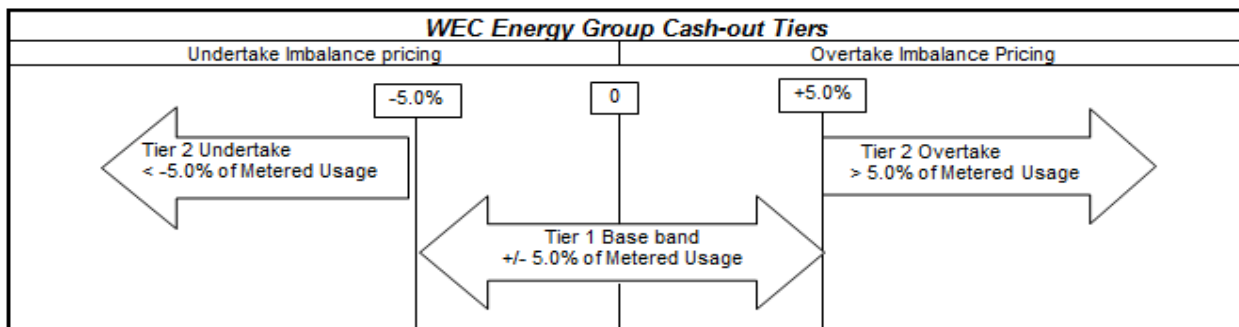 WEC Energy Group Cash-out Tiers
Undertake Imbalance pricing
Overtake Imbalance Pricing
-5.0%
0
+5.0%
Tier 2 Undertake
< -5.0% of Metered Usage
Tier 2 Overtake
> 5.0% of Metered Usage
Tier 1 Base band
+/- 5.0% of Metered Usage